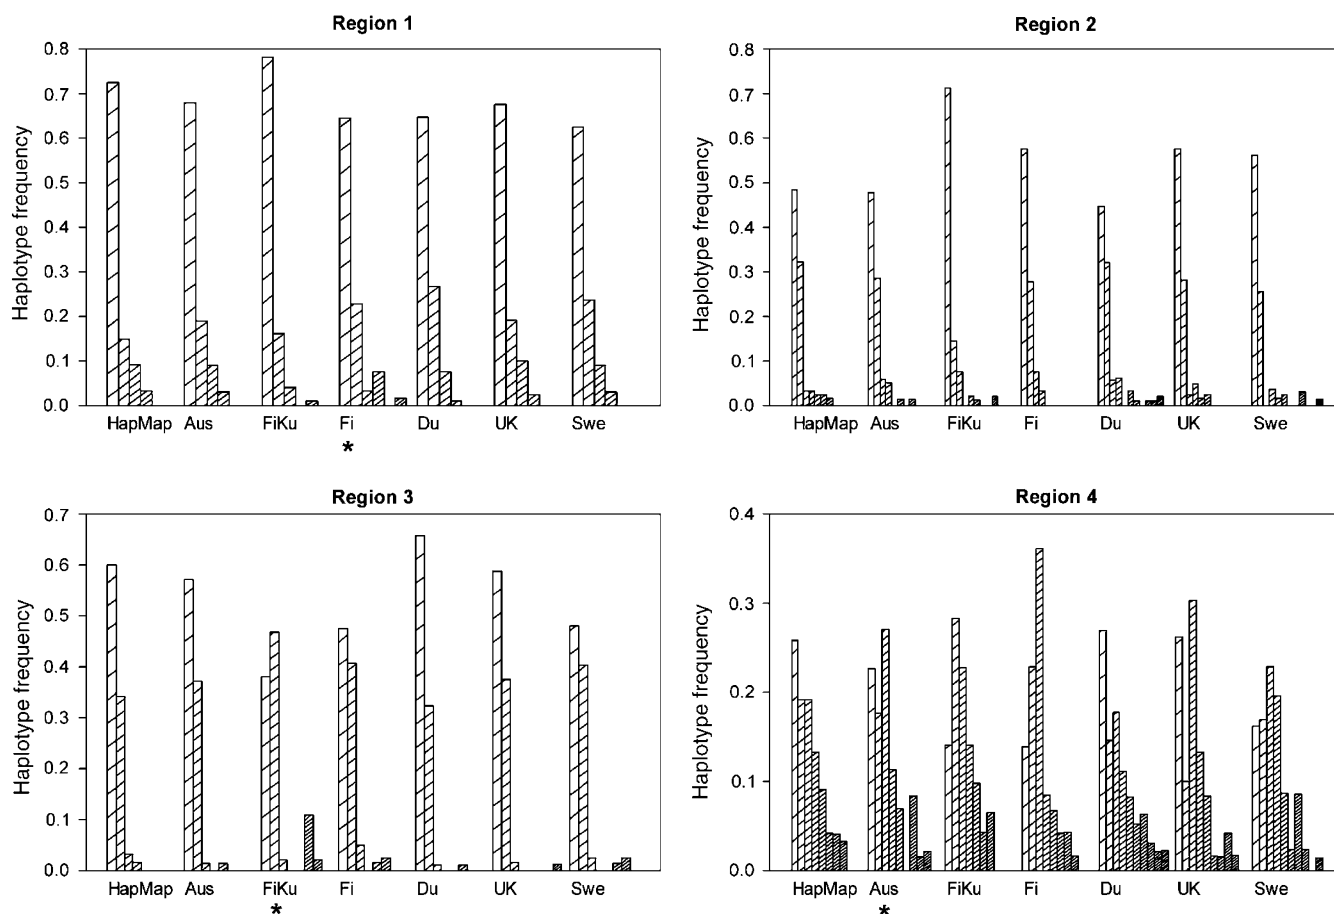 Region 1
0.8
0.7
0.6
0.5
0.4
0.3
0.2
0.1
0.0
Haplotype frequency
HapMap Aus FiKu Fi Du UK Swe
*
Region 2
0.8
0.7
0.6
0.5
0.4
0.3
0.2
0.1
0.0
Haplotype frequency
HapMap Aus FiKu Fi Du UK Swe
Region 3
0.7
0.6
0.5
0.4
0.3
0.2
0.1
0.0
Haplotype frequency
HapMap Aus FiKu Fi Du UK Swe
*
Region 4
0.4
0.3
0.2
0.1
0.0
Haplotype frequency
HapMap Aus FiKu Fi Du UK Swe
*